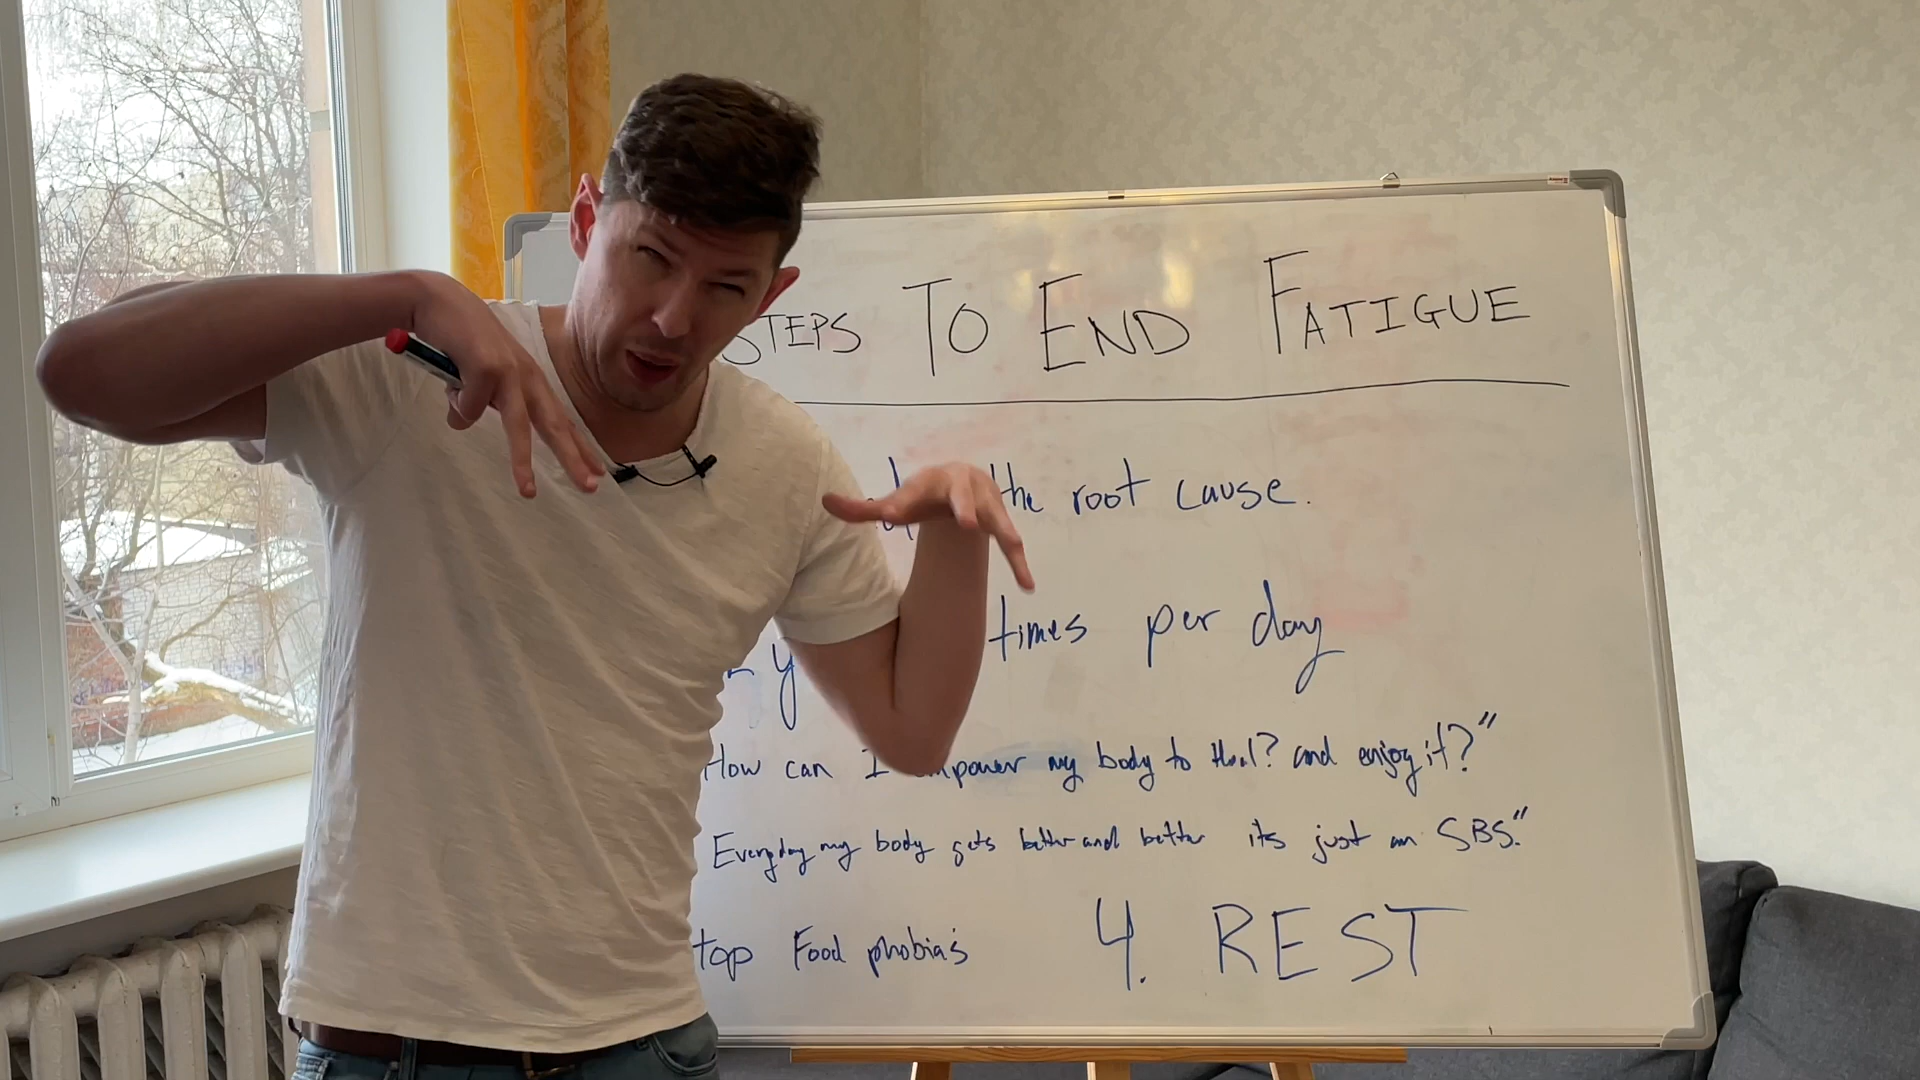 STEPS TO END FATIGUE
the root cause.
times per day
How can I empower my body to heal? and enjoy it?"
Everyday my body gets better and better its just an SBS."
top Food phobia's 4. REST